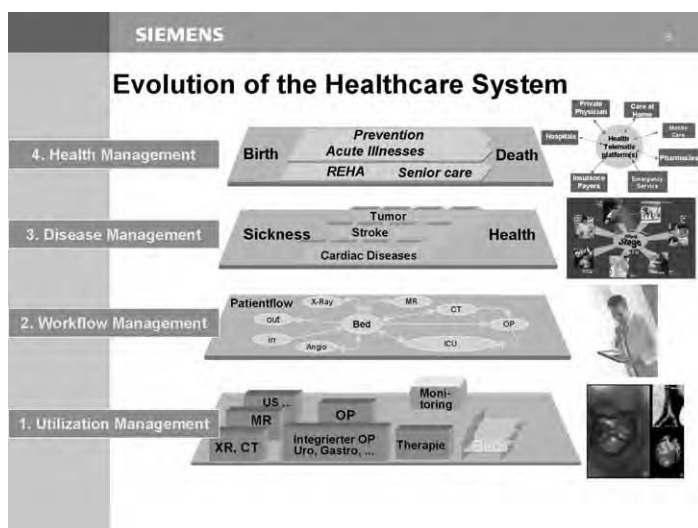 SIEMENS
Evolution of the Healthcare System
4. Health Management
Birth
Prevention
Acute Illnesses
REHA Senior care
Death
Private
Physician
Care at
Home
Hospitals
Health
Telematic
platform(s)
Mobile
Care
Pharmacies
Insurance
Payers
Emergency
Service
3. Disease Management
Sickness
Tumor
Stroke
Cardiac Diseases
Health
2. Workflow Management
Patientflow
X-Ray
MR
CT
out
Bed
OP
in
Angio
ICU
1. Utilization Management
US ...
MR
XR, CT
OP
integrierter OP
Uro, Gastro, ...
Moni-
toring
Therapie